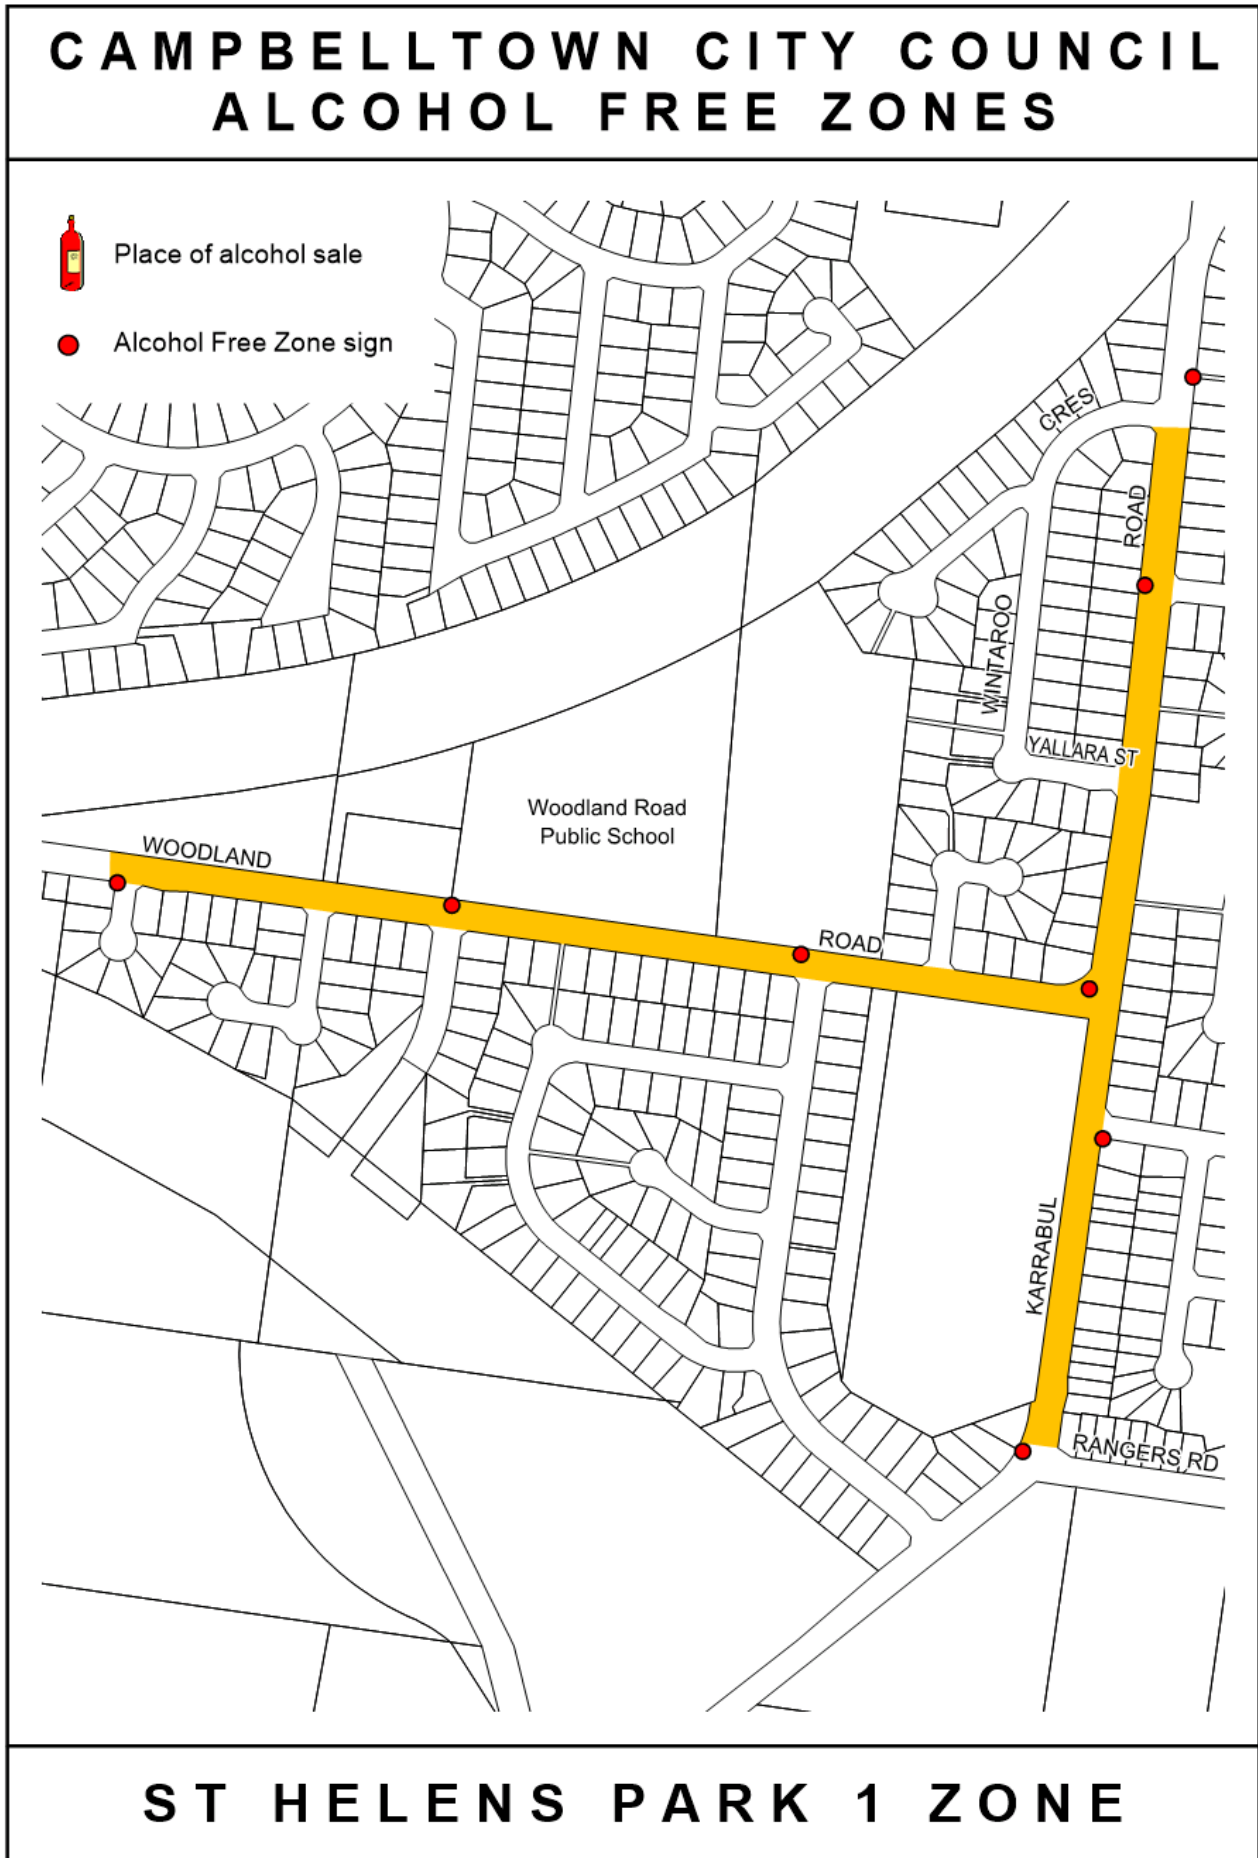 CAMPBELLTOWN CITY COUNCIL
ALCOHOL FREE ZONES
Place of alcohol sale
Alcohol Free Zone sign
CRES
ROAD
WINTAROO
YALLARA ST
Woodland Road
Public School
WOODLAND
ROAD
KARRABUL
RANGERS RD
ST HELENS PARK 1 ZONE